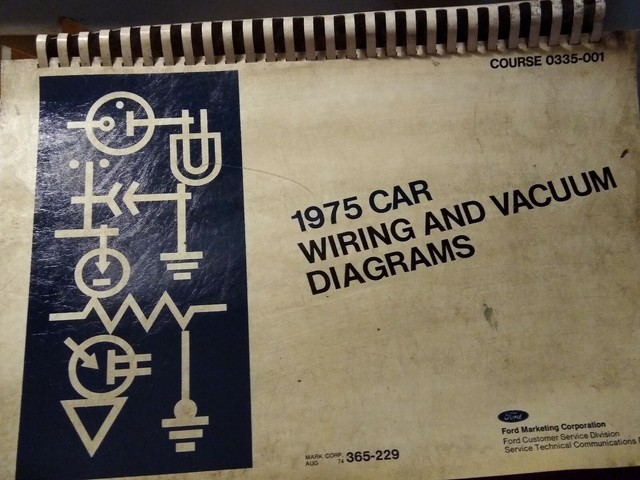 COURSE 0335-001
1975 CAR
WIRING AND VACUUM
DIAGRAMS
Ford
Ford Marketing Corporation
Ford Customer Service Division
Service Technical Communications
MARK CORP.
AUG 74 365-229